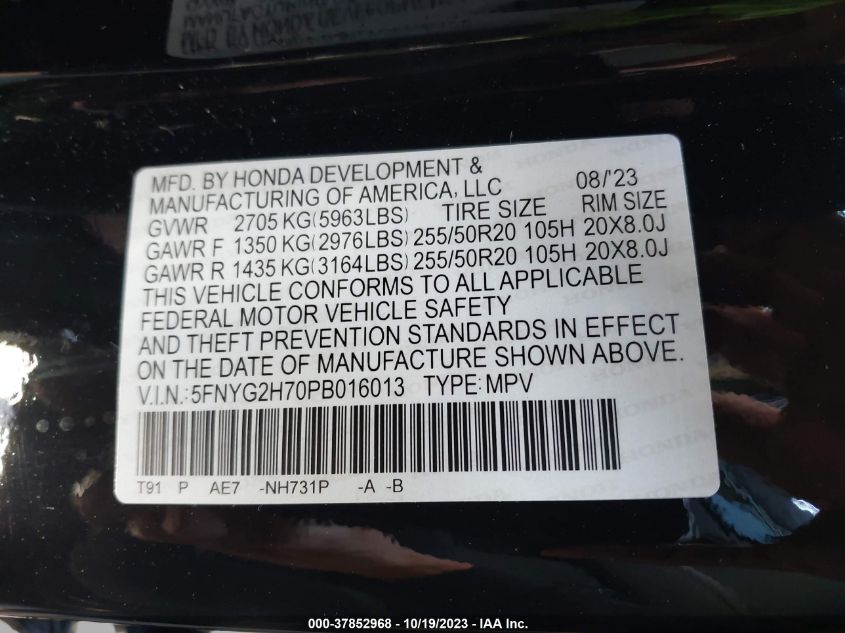 MFD. BY HONDA DEVELOPMENT & 08/'23
MANUFACTURING OF AMERICA, LLC
GVWR 2705 KG(5963LBS) TIRE SIZE RIM SIZE
GAWR F 1350 KG(2976LBS) 255/50R20 105H 20X8.0J
GAWR R 1435 KG(3164LBS) 255/50R20 105H 20X8.0J
THIS VEHICLE CONFORMS TO ALL APPLICABLE
FEDERAL MOTOR VEHICLE SAFETY
AND THEFT PREVENTION STANDARDS IN EFFECT
ON THE DATE OF MANUFACTURE SHOWN ABOVE.
V.I.N.:5FNYG2H70PB016013 TYPE:MPV
T91 P AE7 -NH731P -A -B
000-37852968 - 10/19/2023 - IAA Inc.